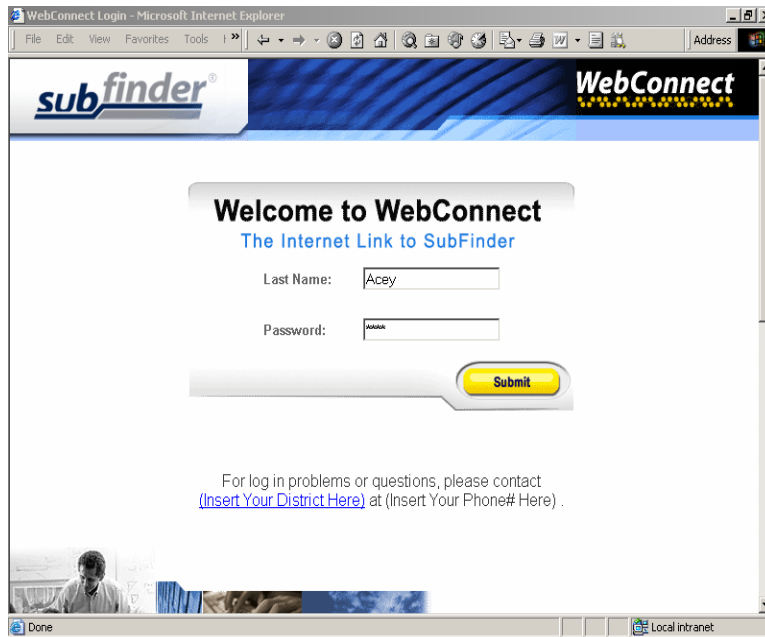 WebConnect Login - Microsoft Internet Explorer
File Edit View Favorites Tools » Address
subfinder®
WebConnect
Welcome to WebConnect
The Internet Link to SubFinder
Last Name: Acey
Password: ****
Submit
For log in problems or questions, please contact
(Insert Your District Here) at (Insert Your Phone# Here) .
Done Local intranet